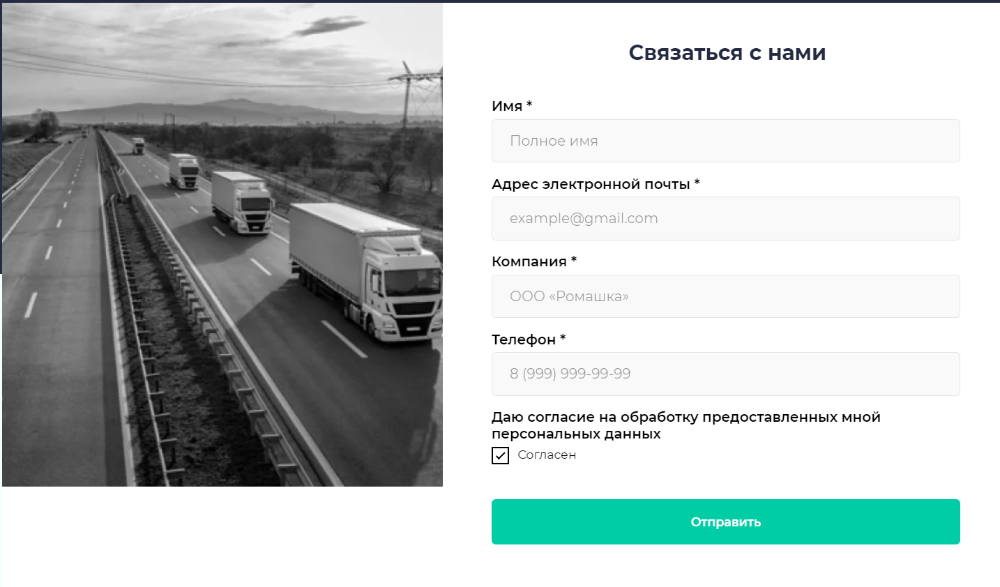 Связаться с нами
Имя *
Полное имя
Адрес электронной почты *
example@gmail.com
Компания *
ООО «Ромашка»
Телефон *
8 (999) 999-99-99
Даю согласие на обработку предоставленных мной
персональных данных
Согласен
Отправить